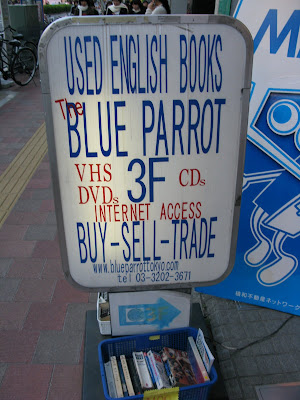 USED ENGLISH BOOKS
The
BLUE PARROT
VHS
DVDs
3F
CDs
INTERNET ACCESS
BUY-SELL-TRADE
www.blueparrottokyo.com
tel 03-3202-3671